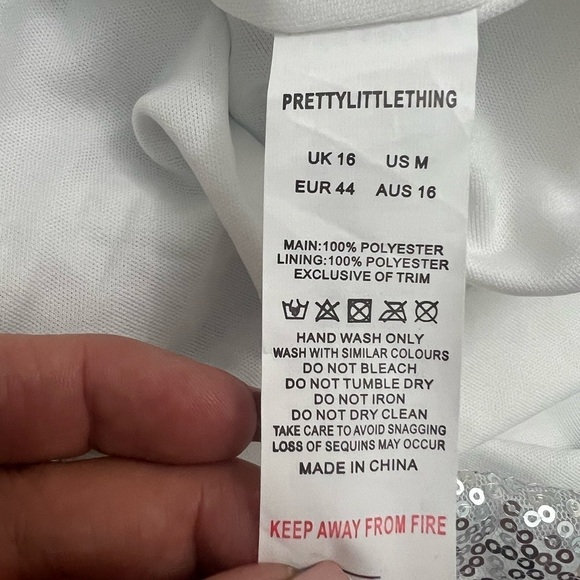 PRETTYLITTLETHING
UK 16 US M
EUR 44 AUS 16
MAIN:100% POLYESTER
LINING:100% POLYESTER
EXCLUSIVE OF TRIM
HAND WASH ONLY
WASH WITH SIMILAR COLOURS
DO NOT BLEACH
DO NOT TUMBLE DRY
DO NOT IRON
DO NOT DRY CLEAN
TAKE CARE TO AVOID SNAGGING
LOSS OF SEQUINS MAY OCCUR
MADE IN CHINA
KEEP AWAY FROM FIRE